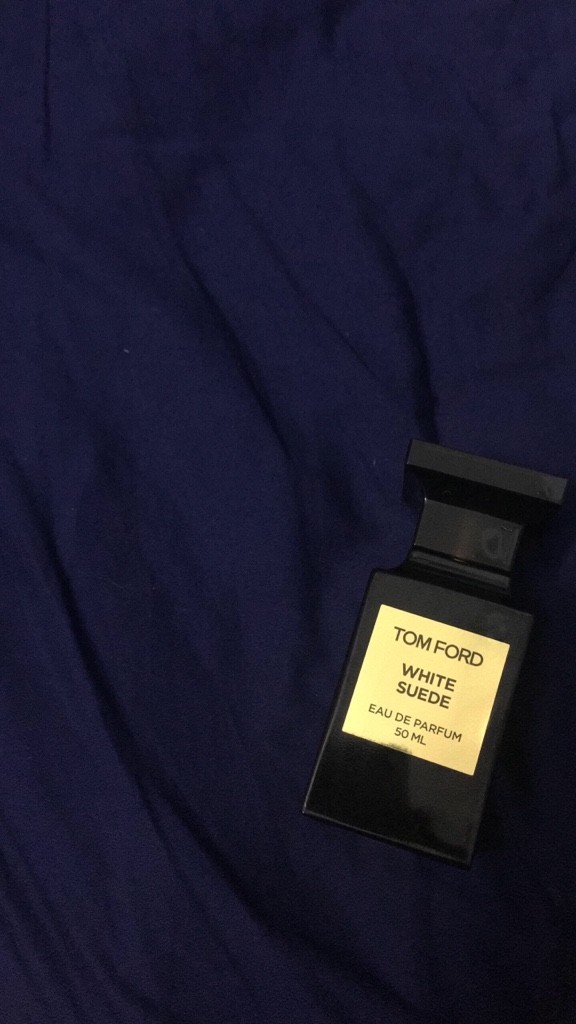 TOM FORD
WHITE
SUEDE
EAU DE PARFUM
50 ML